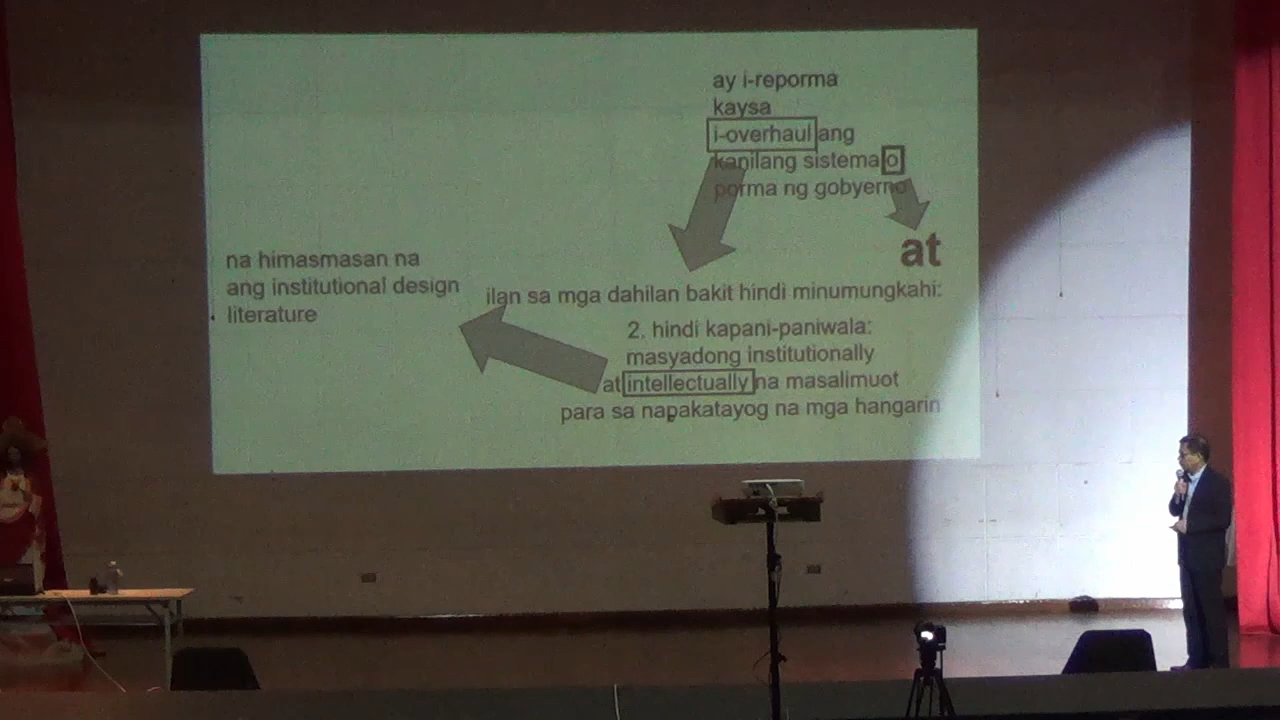 ay i-reporma
kaysa
i-overhaul ang
kanilang sistema o
porma ng gobyerno
at
na himasmasan na
ang institutional design
literature
ilan sa mga dahilan bakit hindi minumungkahi:
2. hindi kapani-paniwala:
masyadong institutionally
at intellectually na masalimuot
para sa napakatayog na mga hangarin